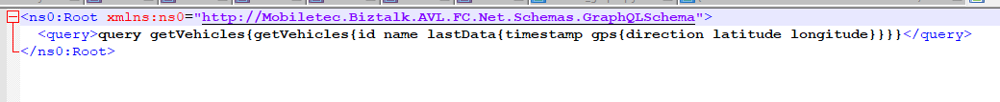 <ns0:Root xmlns:ns0="http://Mobiletec.Biztalk.AVL.FC.Net.Schemas.GraphQLSchema">
<query>query getVehicles{getVehicles{id name lastData{timestamp gps{direction latitude longitude}}}}</query>
</ns0:Root>